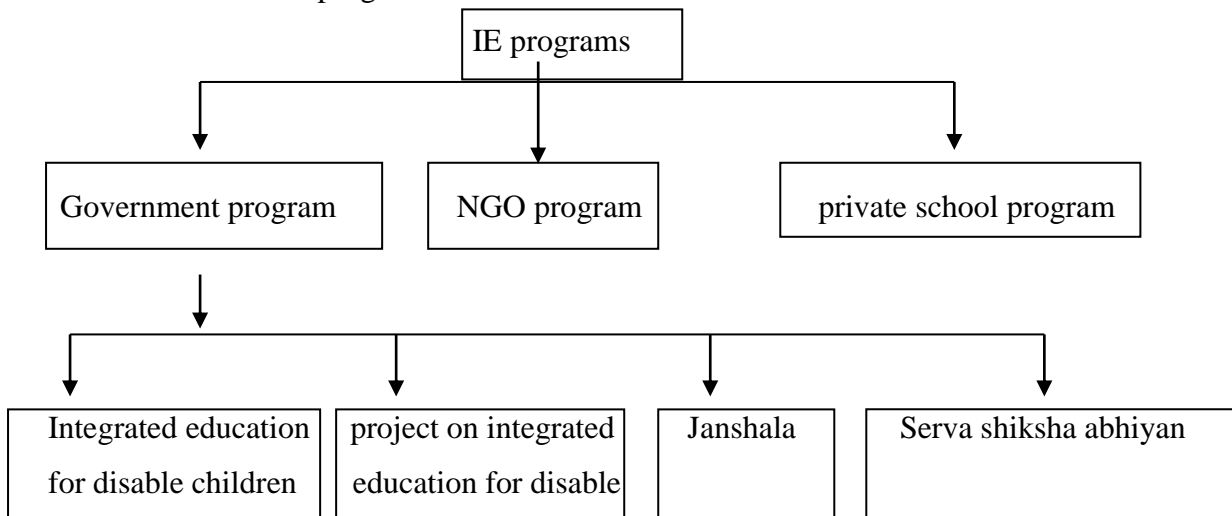 IE programs
Government program
NGO program
private school program
Integrated education
for disable children
project on integrated
education for disable
Janshala
Serva shiksha abhiyan